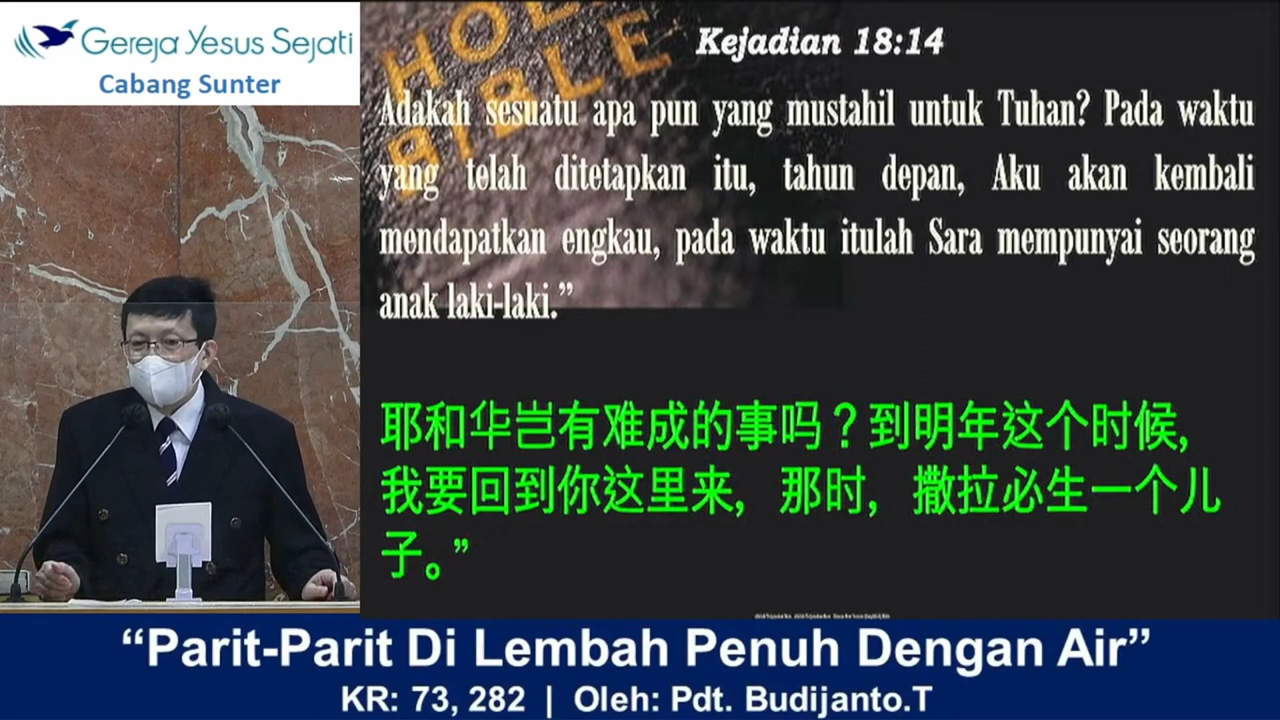 Gereja Yesus Sejati
Cabang Sunter
HOLY
BIBLE
Kejadian 18:14
Adakah sesuatu apa pun yang mustahil untuk Tuhan? Pada waktu
yang telah ditetapkan itu, tahun depan, Aku akan kembali
mendapatkan engkau, pada waktu itulah Sara mempunyai seorang
anak laki-laki.”
耶和华岂有难成的事吗？到明年这个时候,
我要回到你这里来, 那时, 撒拉必生一个儿
子。”
“Parit-Parit Di Lembah Penuh Dengan Air”
KR: 73, 282 | Oleh: Pdt. Budijanto.T